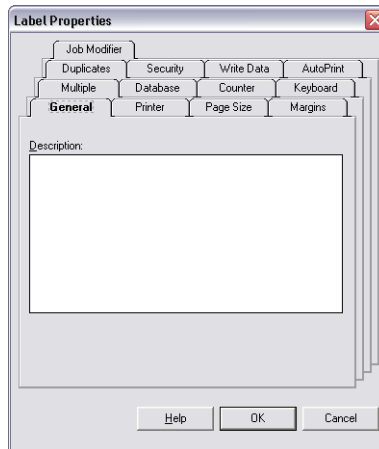 Label Properties
Job Modifier
Duplicates Security Write Data AutoPrint
Multiple Database Counter Keyboard
General Printer Page Size Margins
Description:
Help OK Cancel